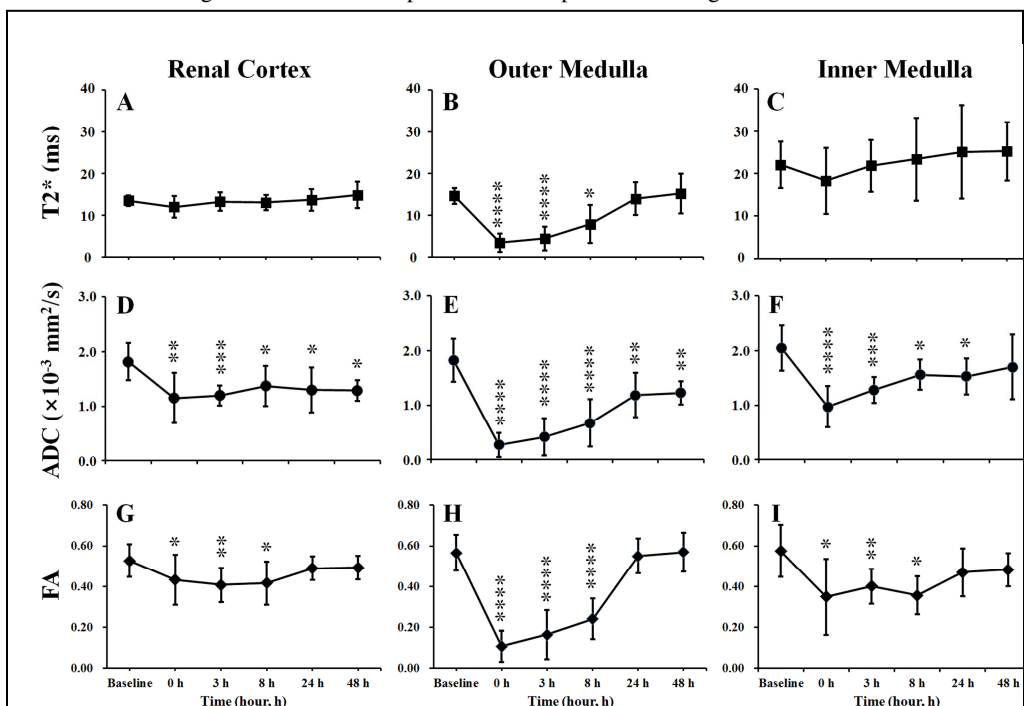 Renal Cortex Outer Medulla Inner Medulla
T2* (ms)
A
40
30
20
10
0
B
40
30
20
10
0
**** **** *
C
40
30
20
10
0
ADC (×10⁻³ mm²/s)
D
3.0
2.0
1.0
0.0
** *** * * *
E
3.0
2.0
1.0
0.0
**** **** **** ** **
F
3.0
2.0
1.0
0.0
**** *** * *
FA
G
0.80
0.60
0.40
0.20
0.00
* ** *
H
0.80
0.60
0.40
0.20
0.00
**** **** ****
I
0.80
0.60
0.40
0.20
0.00
* ** *
Baseline 0 h 3 h 8 h 24 h 48 h
Time (hour, h)
Baseline 0 h 3 h 8 h 24 h 48 h
Time (hour, h)
Baseline 0 h 3 h 8 h 24 h 48h
Time (hour, h)